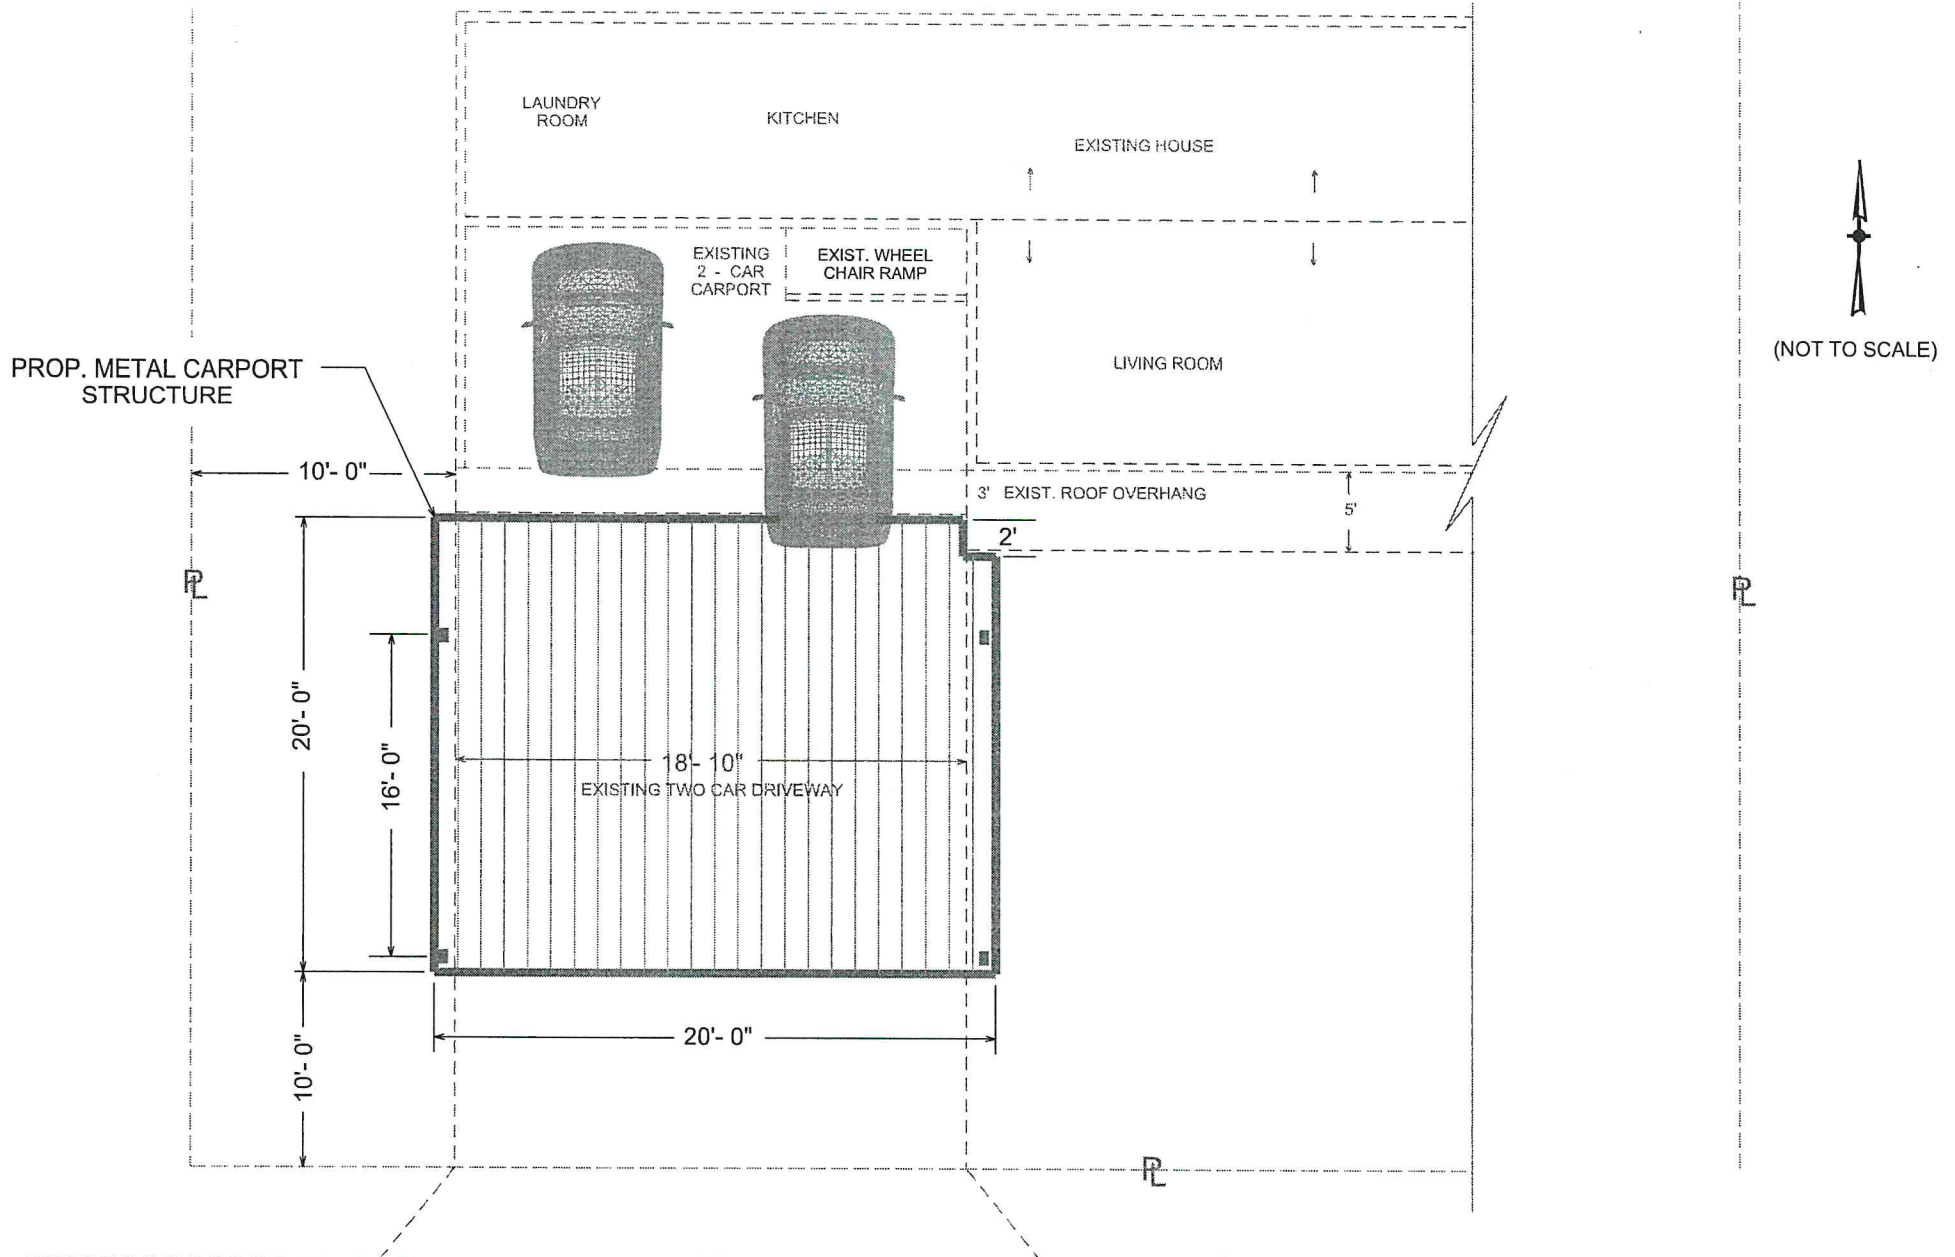 LAUNDRY
ROOM
KITCHEN
EXISTING HOUSE
EXISTING
2 - CAR
CARPORT
EXIST. WHEEL
CHAIR RAMP
(NOT TO SCALE)
LIVING ROOM
PROP. METAL CARPORT
STRUCTURE
10'- 0"
3' EXIST. ROOF OVERHANG
5'
2'
PL
PL
20'- 0"
16'- 0"
18'- 10"
EXISTING TWO CAR DRIVEWAY
20'- 0"
10'- 0"
PL